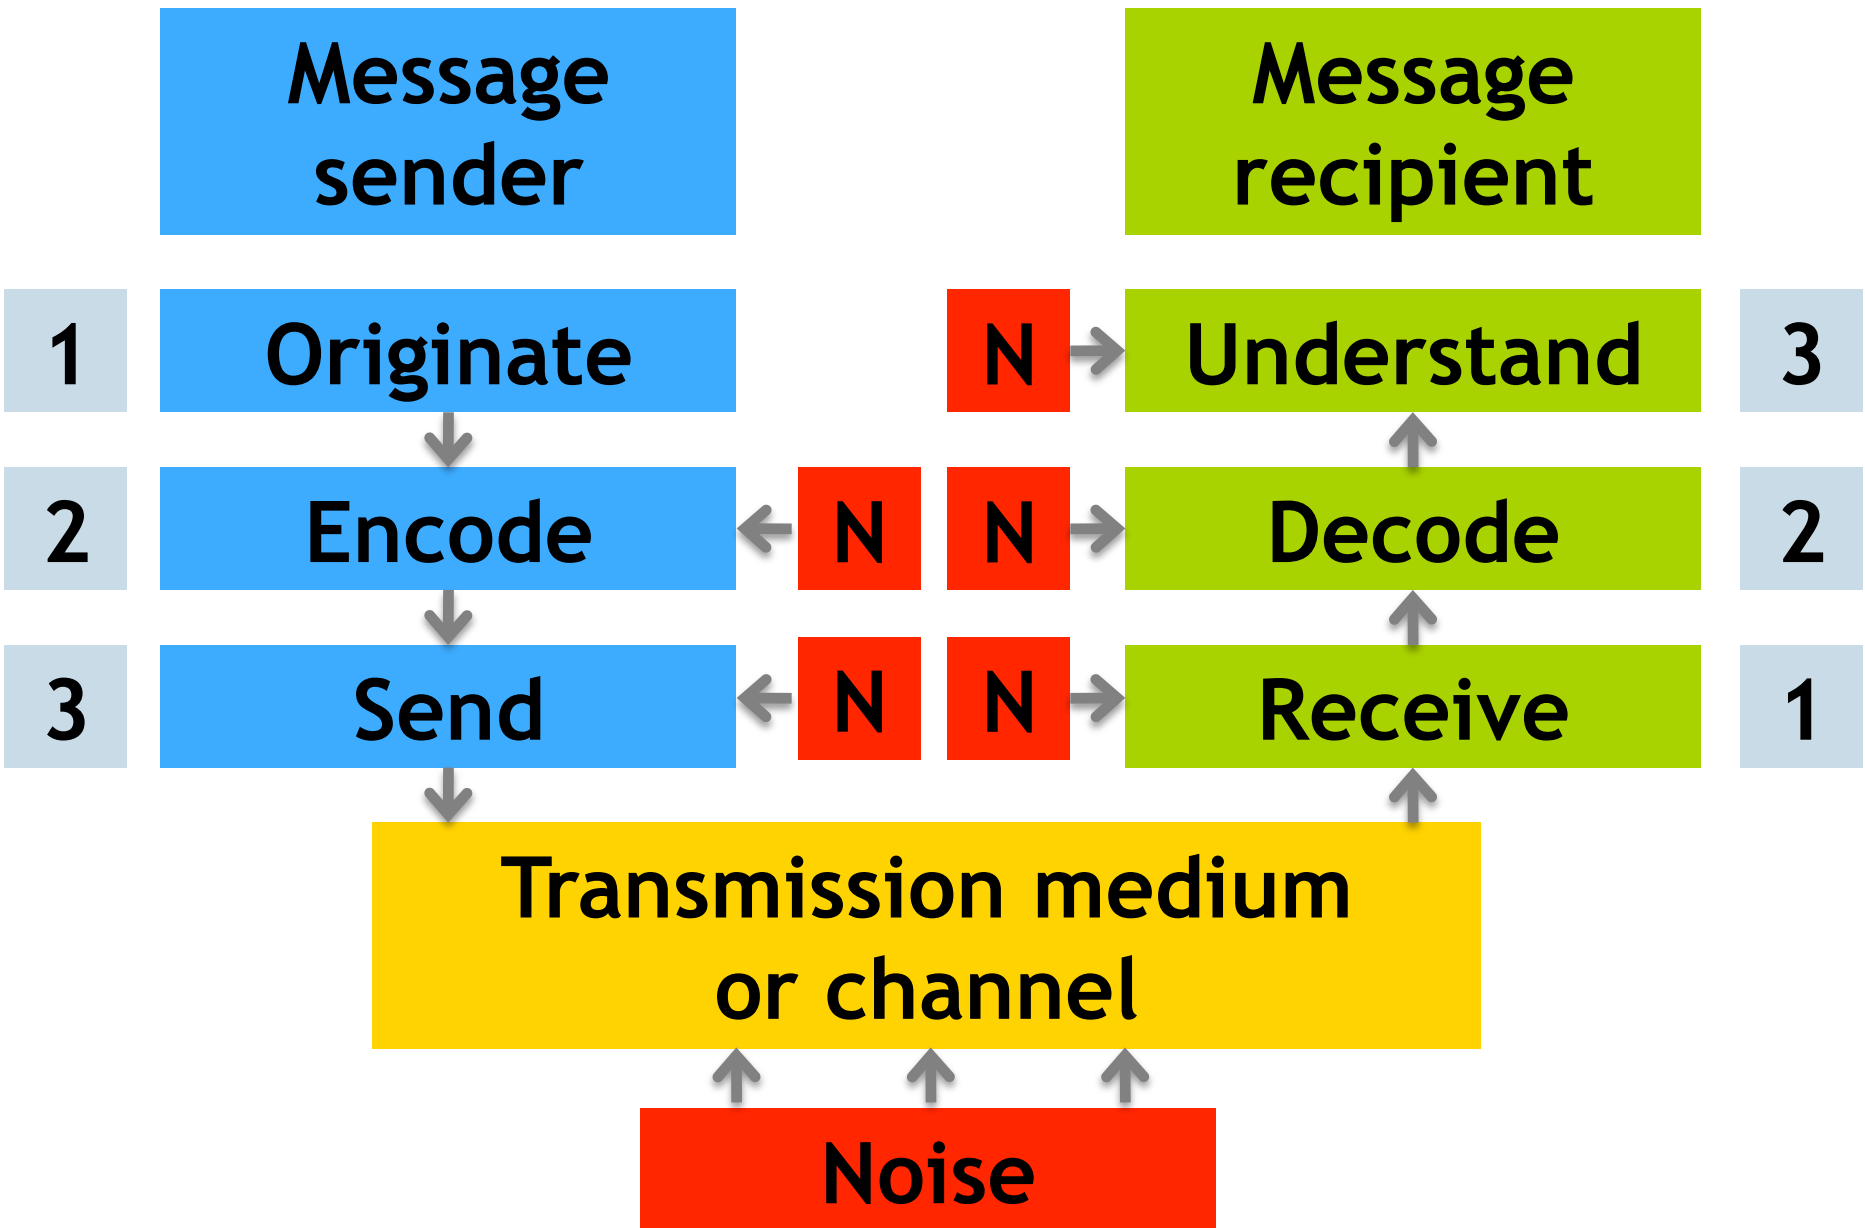 Message
sender
Message
recipient
1
Originate
N
Understand
3
2
Encode
N
N
Decode
2
3
Send
N
N
Receive
1
Transmission medium
or channel
Noise